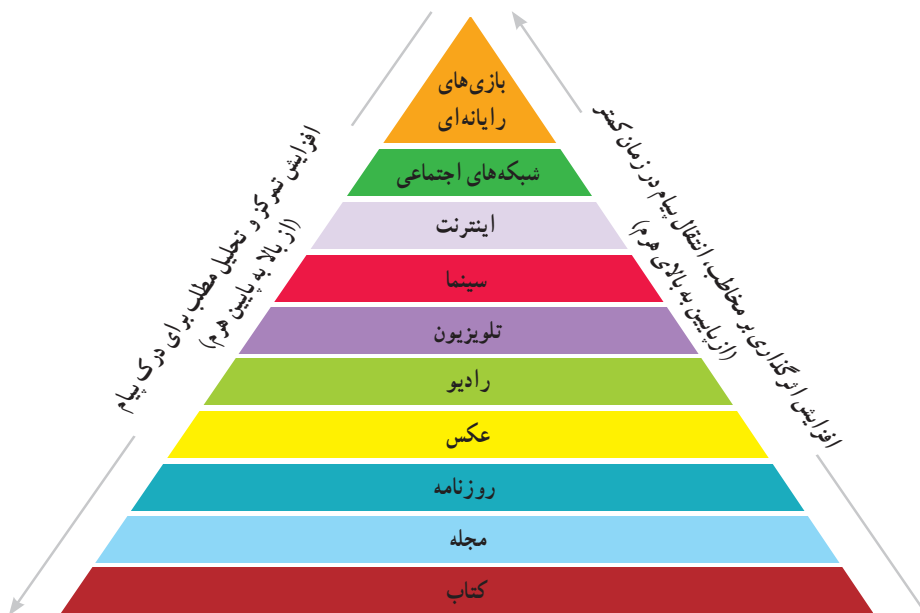 بازی‌های
رایانه‌ای
شبکه‌های اجتماعی
اینترنت
سینما
تلویزیون
رادیو
عکس
روزنامه
مجله
کتاب
افزایش اثرگذاری بر مخاطب، انتقال پیام در زمان کمتر
(از پایین به بالای هرم)
افزایش تمرکز و تحلیل مطلب برای درک پیام
(از بالا به پایین هرم)